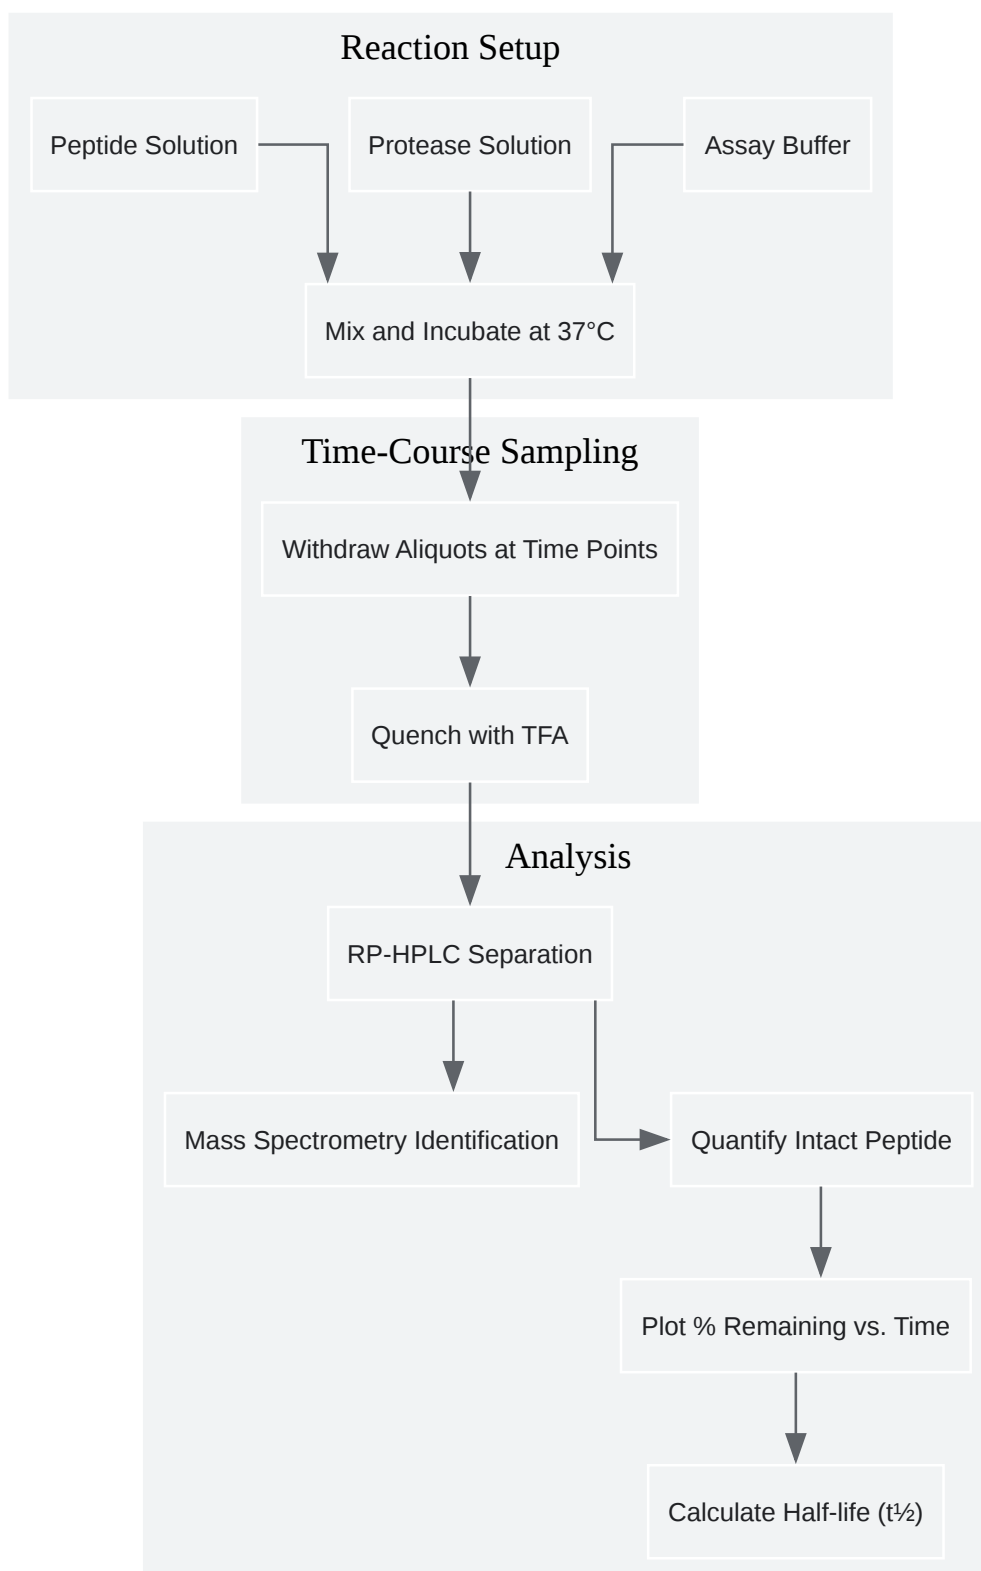 Reaction Setup
Peptide Solution
Protease Solution
Assay Buffer
Mix and Incubate at 37°C
Time-Course Sampling
Withdraw Aliquots at Time Points
Quench with TFA
Analysis
RP-HPLC Separation
Mass Spectrometry Identification
Quantify Intact Peptide
Plot % Remaining vs. Time
Calculate Half-life (t½)